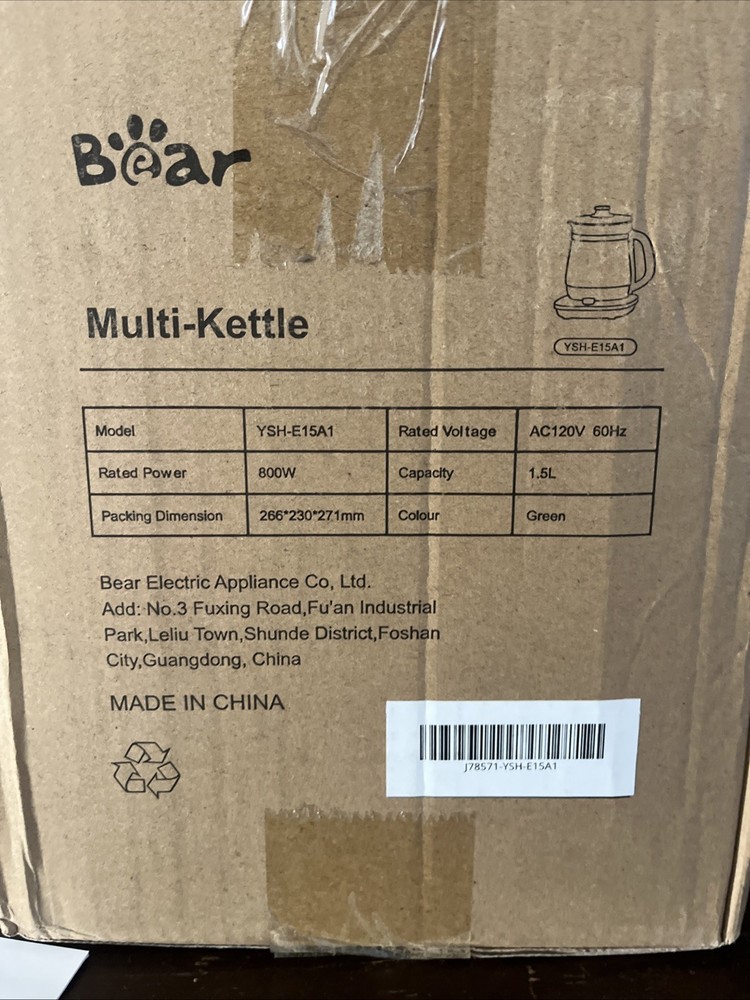 Bear
Multi-Kettle
YSH-E15A1
Model YSH-E15A1 Rated Voltage AC120V 60Hz
Rated Power 800W Capacity 1.5L
Packing Dimension 266*230*271mm Colour Green
Bear Electric Appliance Co, Ltd.
Add: No.3 Fuxing Road,Fu'an Industrial
Park,Leliu Town,Shunde District,Foshan
City,Guangdong, China
MADE IN CHINA
J78571-YSH-E15A1